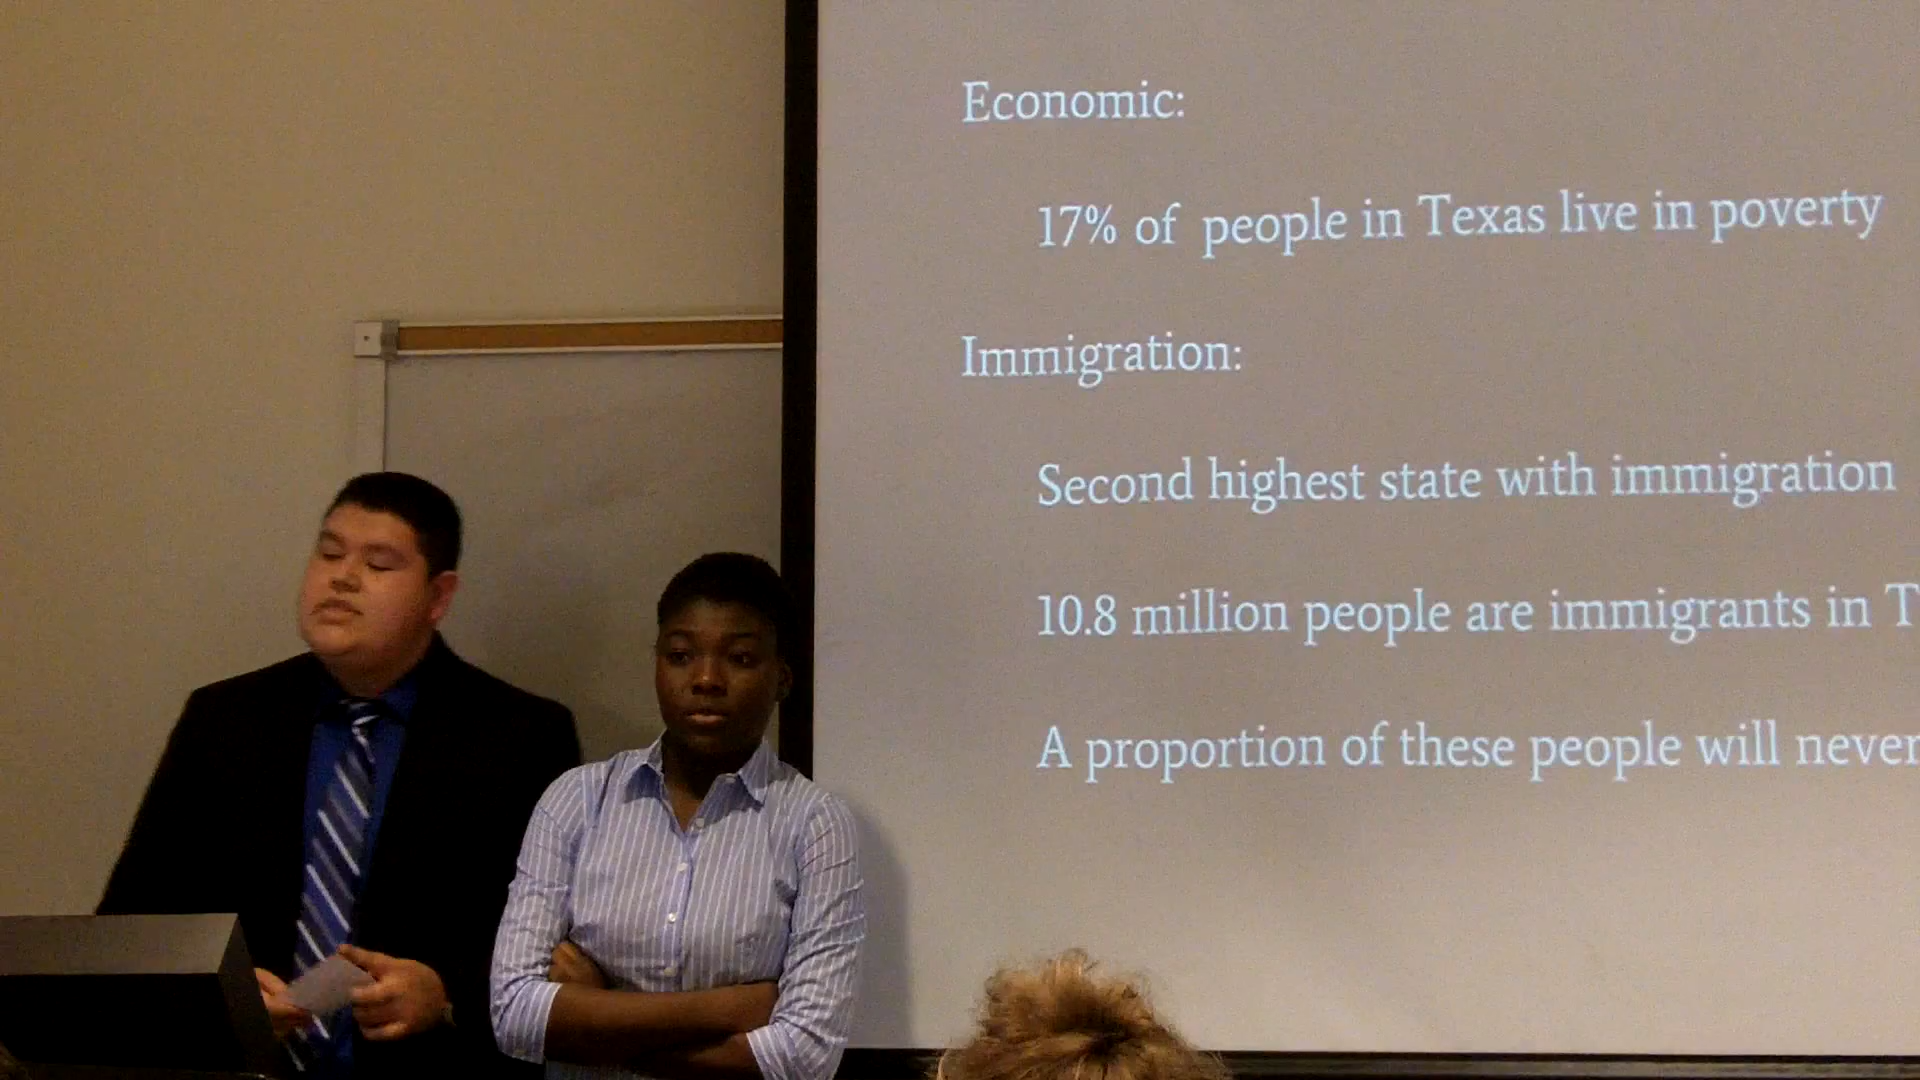 Economic:
17% of people in Texas live in poverty
Immigration:
Second highest state with immigration
10.8 million people are immigrants in T
A proportion of these people will never